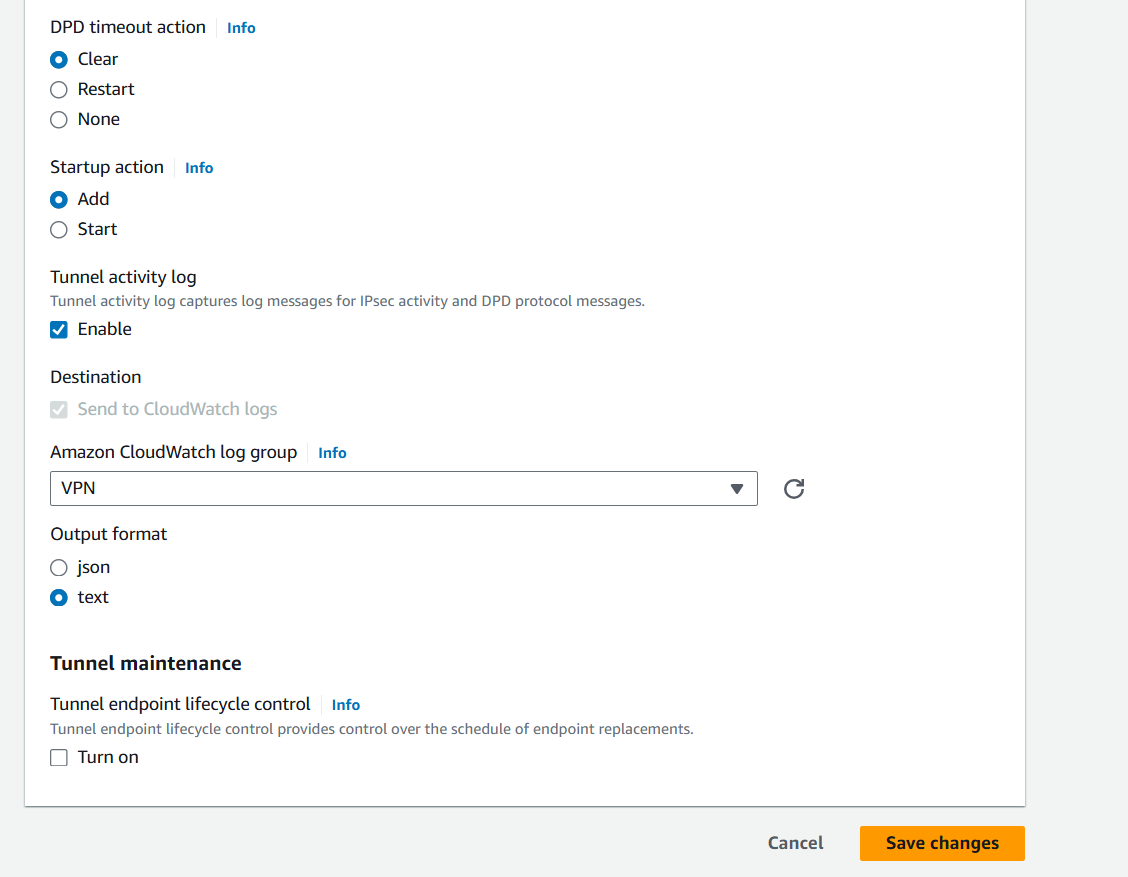 DPD timeout action Info
Clear
Restart
None
Startup action Info
Add
Start
Tunnel activity log
Tunnel activity log captures log messages for IPsec activity and DPD protocol messages.
Enable
Destination
Send to CloudWatch logs
Amazon CloudWatch log group Info
VPN
Output format
json
text
Tunnel maintenance
Tunnel endpoint lifecycle control Info
Tunnel endpoint lifecycle control provides control over the schedule of endpoint replacements.
Turn on
Cancel Save changes